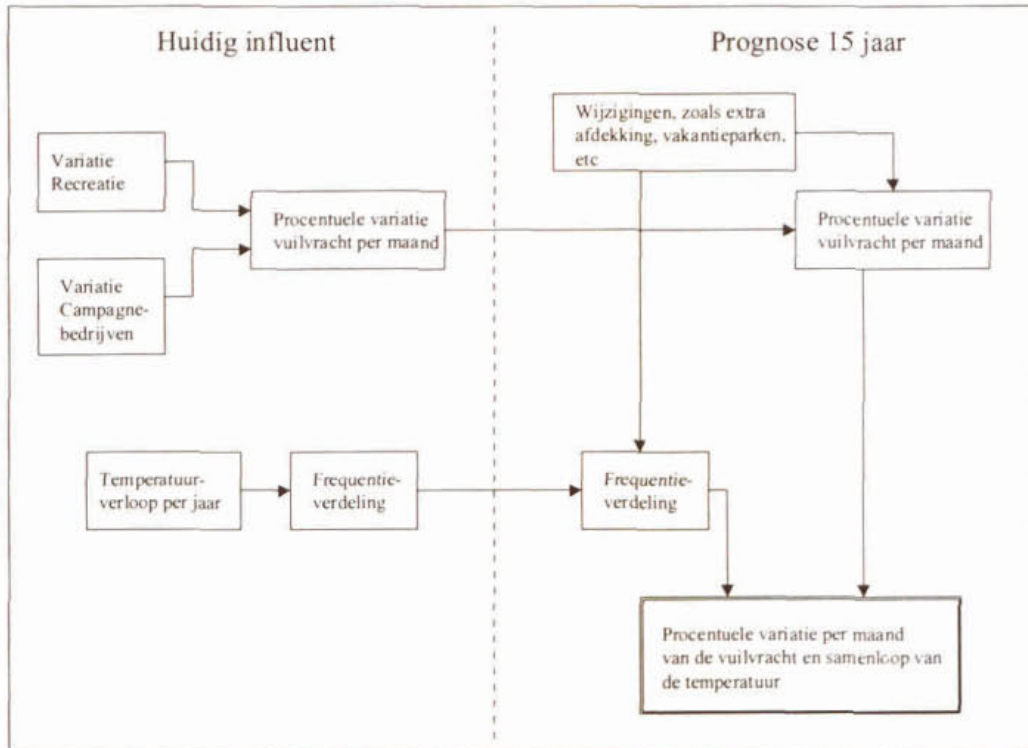 Huidig influent
Prognose 15 jaar
Wijzigingen, zoals extra
afdekking, vakantieparken,
etc
Variatie
Recreatie
Procentuele variatie
vuilvracht per maand
Procentuele variatie
vuilvracht per maand
Variatie
Campagne-
bedrijven
Temperatuur-
verloop per jaar
Frequentie-
verdeling
Frequentie-
verdeling
Procentuele variatie per maand
van de vuilvracht en samenloop van
de temperatuur